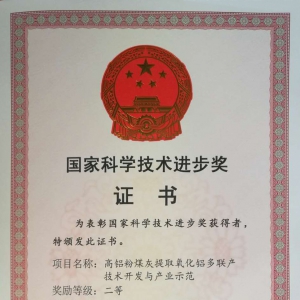 国家科学技术进步奖
证书
为表彰国家科学技术进步奖获得者，
特颁发此证书。
项目名称：高铝粉煤灰提取氧化铝多联产
技术开发与产业示范
奖励等级：二等